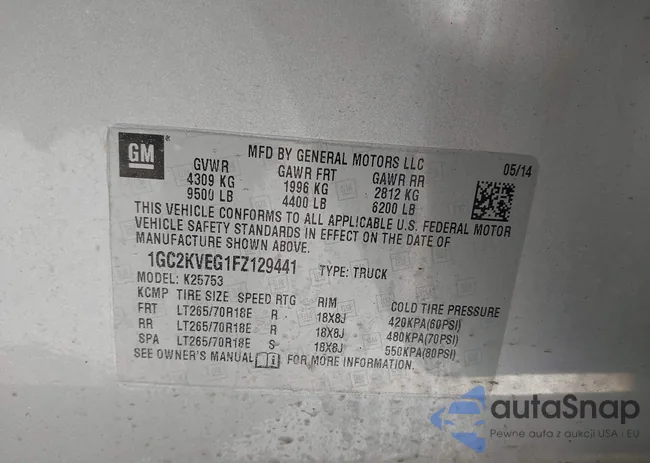 GM
MFD BY GENERAL MOTORS LLC
05/14
GVWR GAWR FRT GAWR RR
4309 KG 1996 KG 2812 KG
9500 LB 4400 LB 6200 LB
THIS VEHICLE CONFORMS TO ALL APPLICABLE U.S. FEDERAL MOTOR
VEHICLE SAFETY STANDARDS IN EFFECT ON THE DATE OF
MANUFACTURE SHOWN ABOVE.
1GC2KVEG1FZ129441 TYPE: TRUCK
MODEL: K25753
KCMP TIRE SIZE SPEED RTG RIM COLD TIRE PRESSURE
FRT LT265/70R18E R 18X8J 420KPA(60PSI)
RR LT265/70R18E R 18X8J 480KPA(70PSI)
SPA LT265/70R18E S 18X8J 550KPA(80PSI)
SEE OWNER'S MANUAL FOR MORE INFORMATION.
autaSnap
Pewne auta z aukcji USA i EU